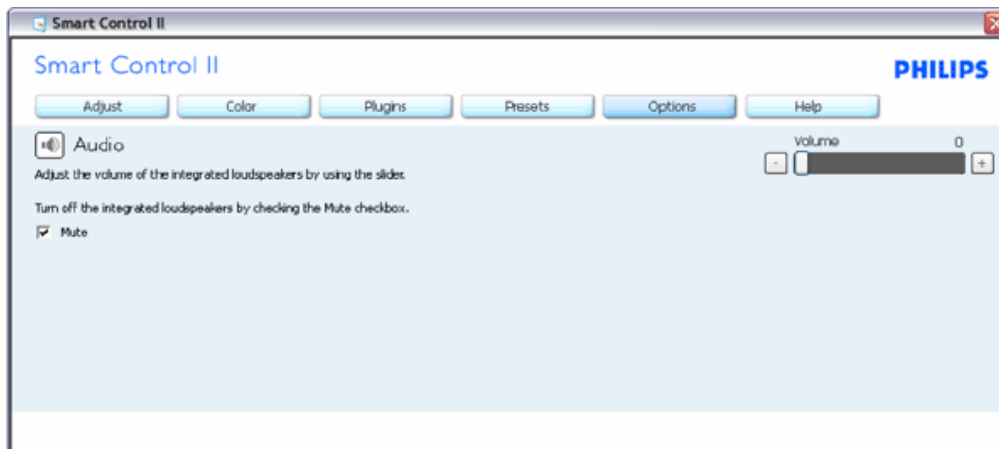 Smart Control II
Smart Control II
PHILIPS
Adjust Color Plugins Presets Options Help
Audio
Volume 0
Adjust the volume of the integrated loudspeakers by using the slider.
- +
Turn off the integrated loudspeakers by checking the Mute checkbox.
Mute